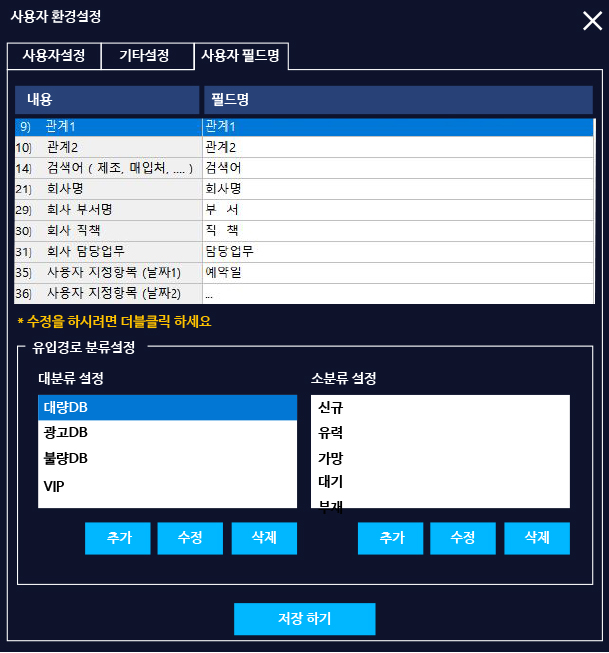 사용자 환경설정
사용자설정 기타설정 사용자 필드명
내용 필드명
9) 관계1 관계1
10) 관계2 관계2
14) 검색어 ( 제조, 매입처, .... ) 검색어
21) 회사명 회사명
29) 회사 부서명 부 서
30) 회사 직책 직 책
31) 회사 담당업무 담당업무
35) 사용자 지정항목 (날짜1) 예약일
36) 사용자 지정항목 (날짜2) ...
* 수정을 하시려면 더블클릭 하세요
유입경로 분류설정
대분류 설정 소분류 설정
대량DB 신규
광고DB 유력
불량DB 가망
VIP 대기
부재
추가 수정 삭제 추가 수정 삭제
저장 하기